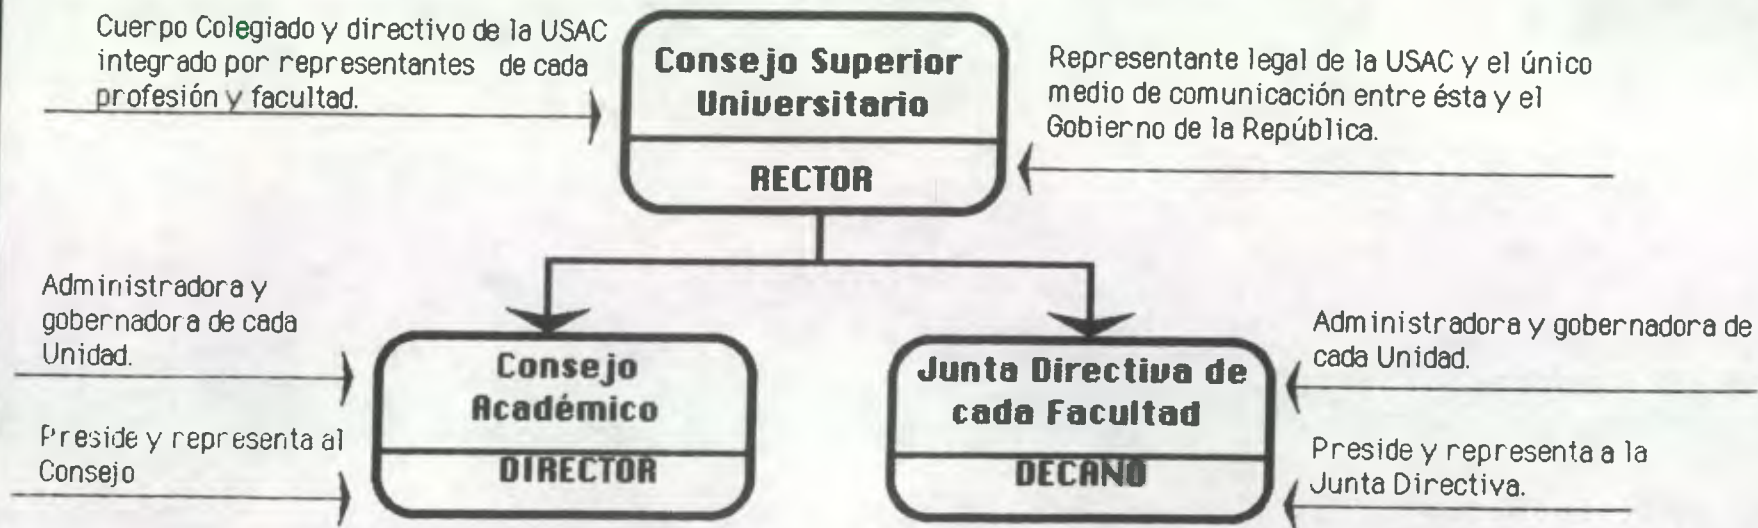 Cuerpo Colegiado y directivo de la USAC
integrado por representantes de cada
profesión y facultad.
Consejo Superior
Universitario
RECTOR
Representante legal de la USAC y el único
medio de comunicación entre ésta y el
Gobierno de la República.
Administradora y
gobernadora de cada
Unidad.
Consejo
Académico
DIRECTOR
Preside y representa al
Consejo
Junta Directiva de
cada Facultad
DECANO
Administradora y gobernadora de
cada Unidad.
Preside y representa a la
Junta Directiva.